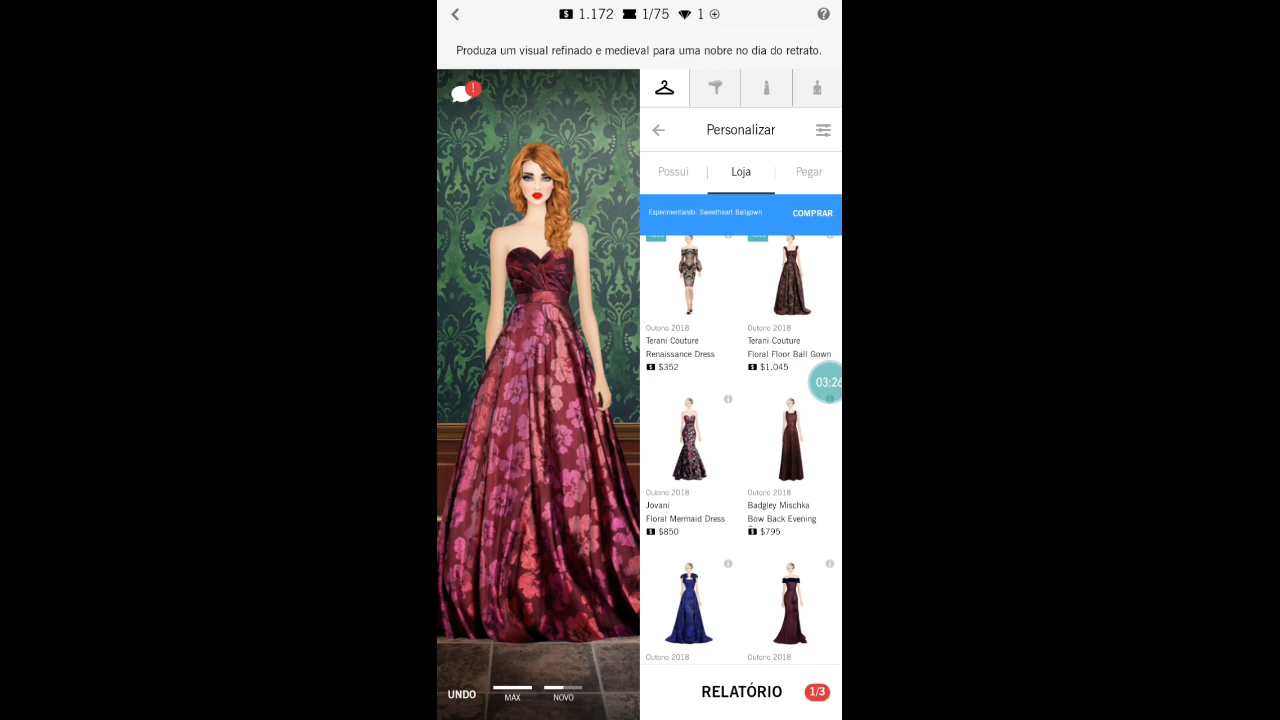 1.172 1/75 1
Produza um visual refinado e medieval para uma nobre no dia do retrato.
!
Personalizar
Possui Loja Pegar
Experimentando: Sweetheart Ballgown COMPRAR
Outono 2018
Terani Couture
Renaissance Dress
$352
Outono 2018
Terani Couture
Floral Floor Ball Gown
$1.045
03:26
Outono 2018
Jovani
Floral Mermaid Dress
$850
Outono 2018
Badgley Mischka
Bow Back Evening
$795
Outono 2018
Outono 2018
UNDO
MAX
NOVO
RELATÓRIO 1/3